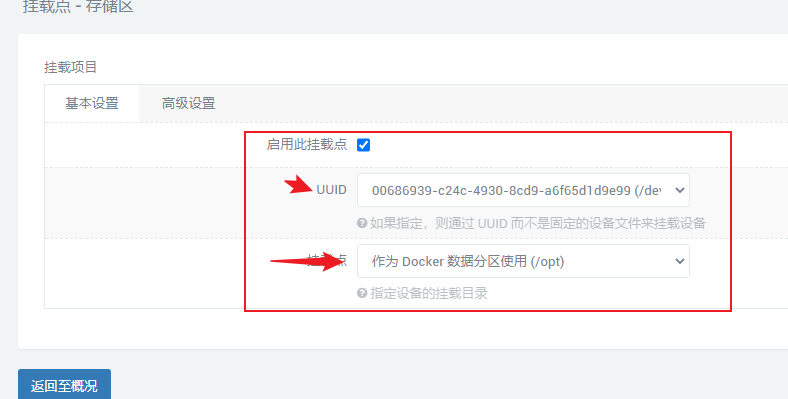 挂载点 - 存储区
挂载项目
基本设置 高级设置
启用此挂载点
UUID 00686939-c24c-4930-8cd9-a6f65d1d9e99 (/dev
如果指定，则通过 UUID 而不是固定的设备文件来挂载设备
挂载点 作为 Docker 数据分区使用 (/opt)
指定设备的挂载目录
返回至概况